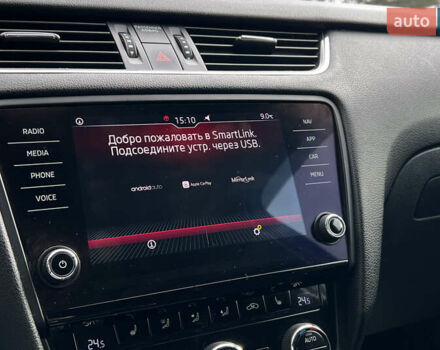 auto
15:10
9.0°C
RADIO
MEDIA
PHONE
VOICE
NAV
APP
CAR
MENU
Добро пожаловать в SmartLink.
Подсоедините устр. через USB.
androidauto
Apple CarPlay
MirrorLink
24.5
24.5
AUTO